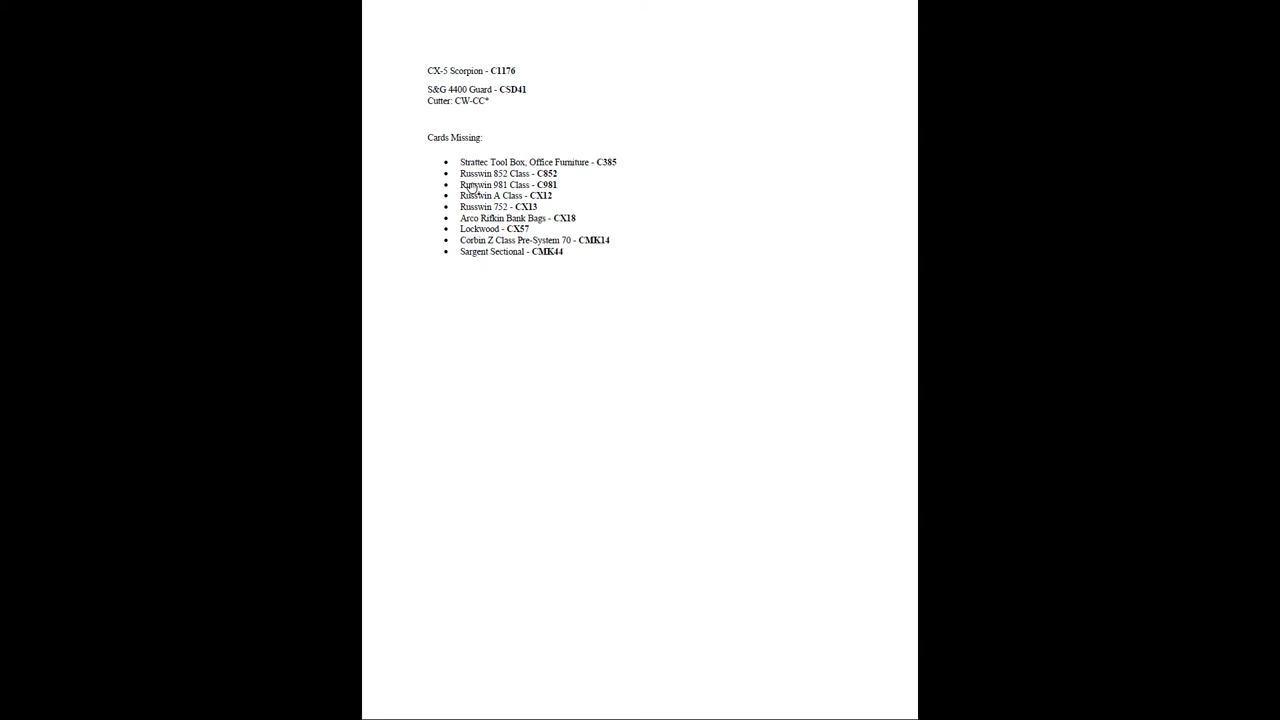 CX-5 Scorpion - C1176
S&G 4400 Guard - CSD41
Cutter: CW-CC*
Cards Missing:
• Strattec Tool Box, Office Furniture - C385
• Russwin 852 Class - C852
• Russwin 981 Class - C981
• Russwin A Class - CX12
• Russwin 752 - CX13
• Arco Rifkin Bank Bags - CX18
• Lockwood - CX57
• Corbin Z Class Pre-System 70 - CMK14
• Sargent Sectional - CMK44